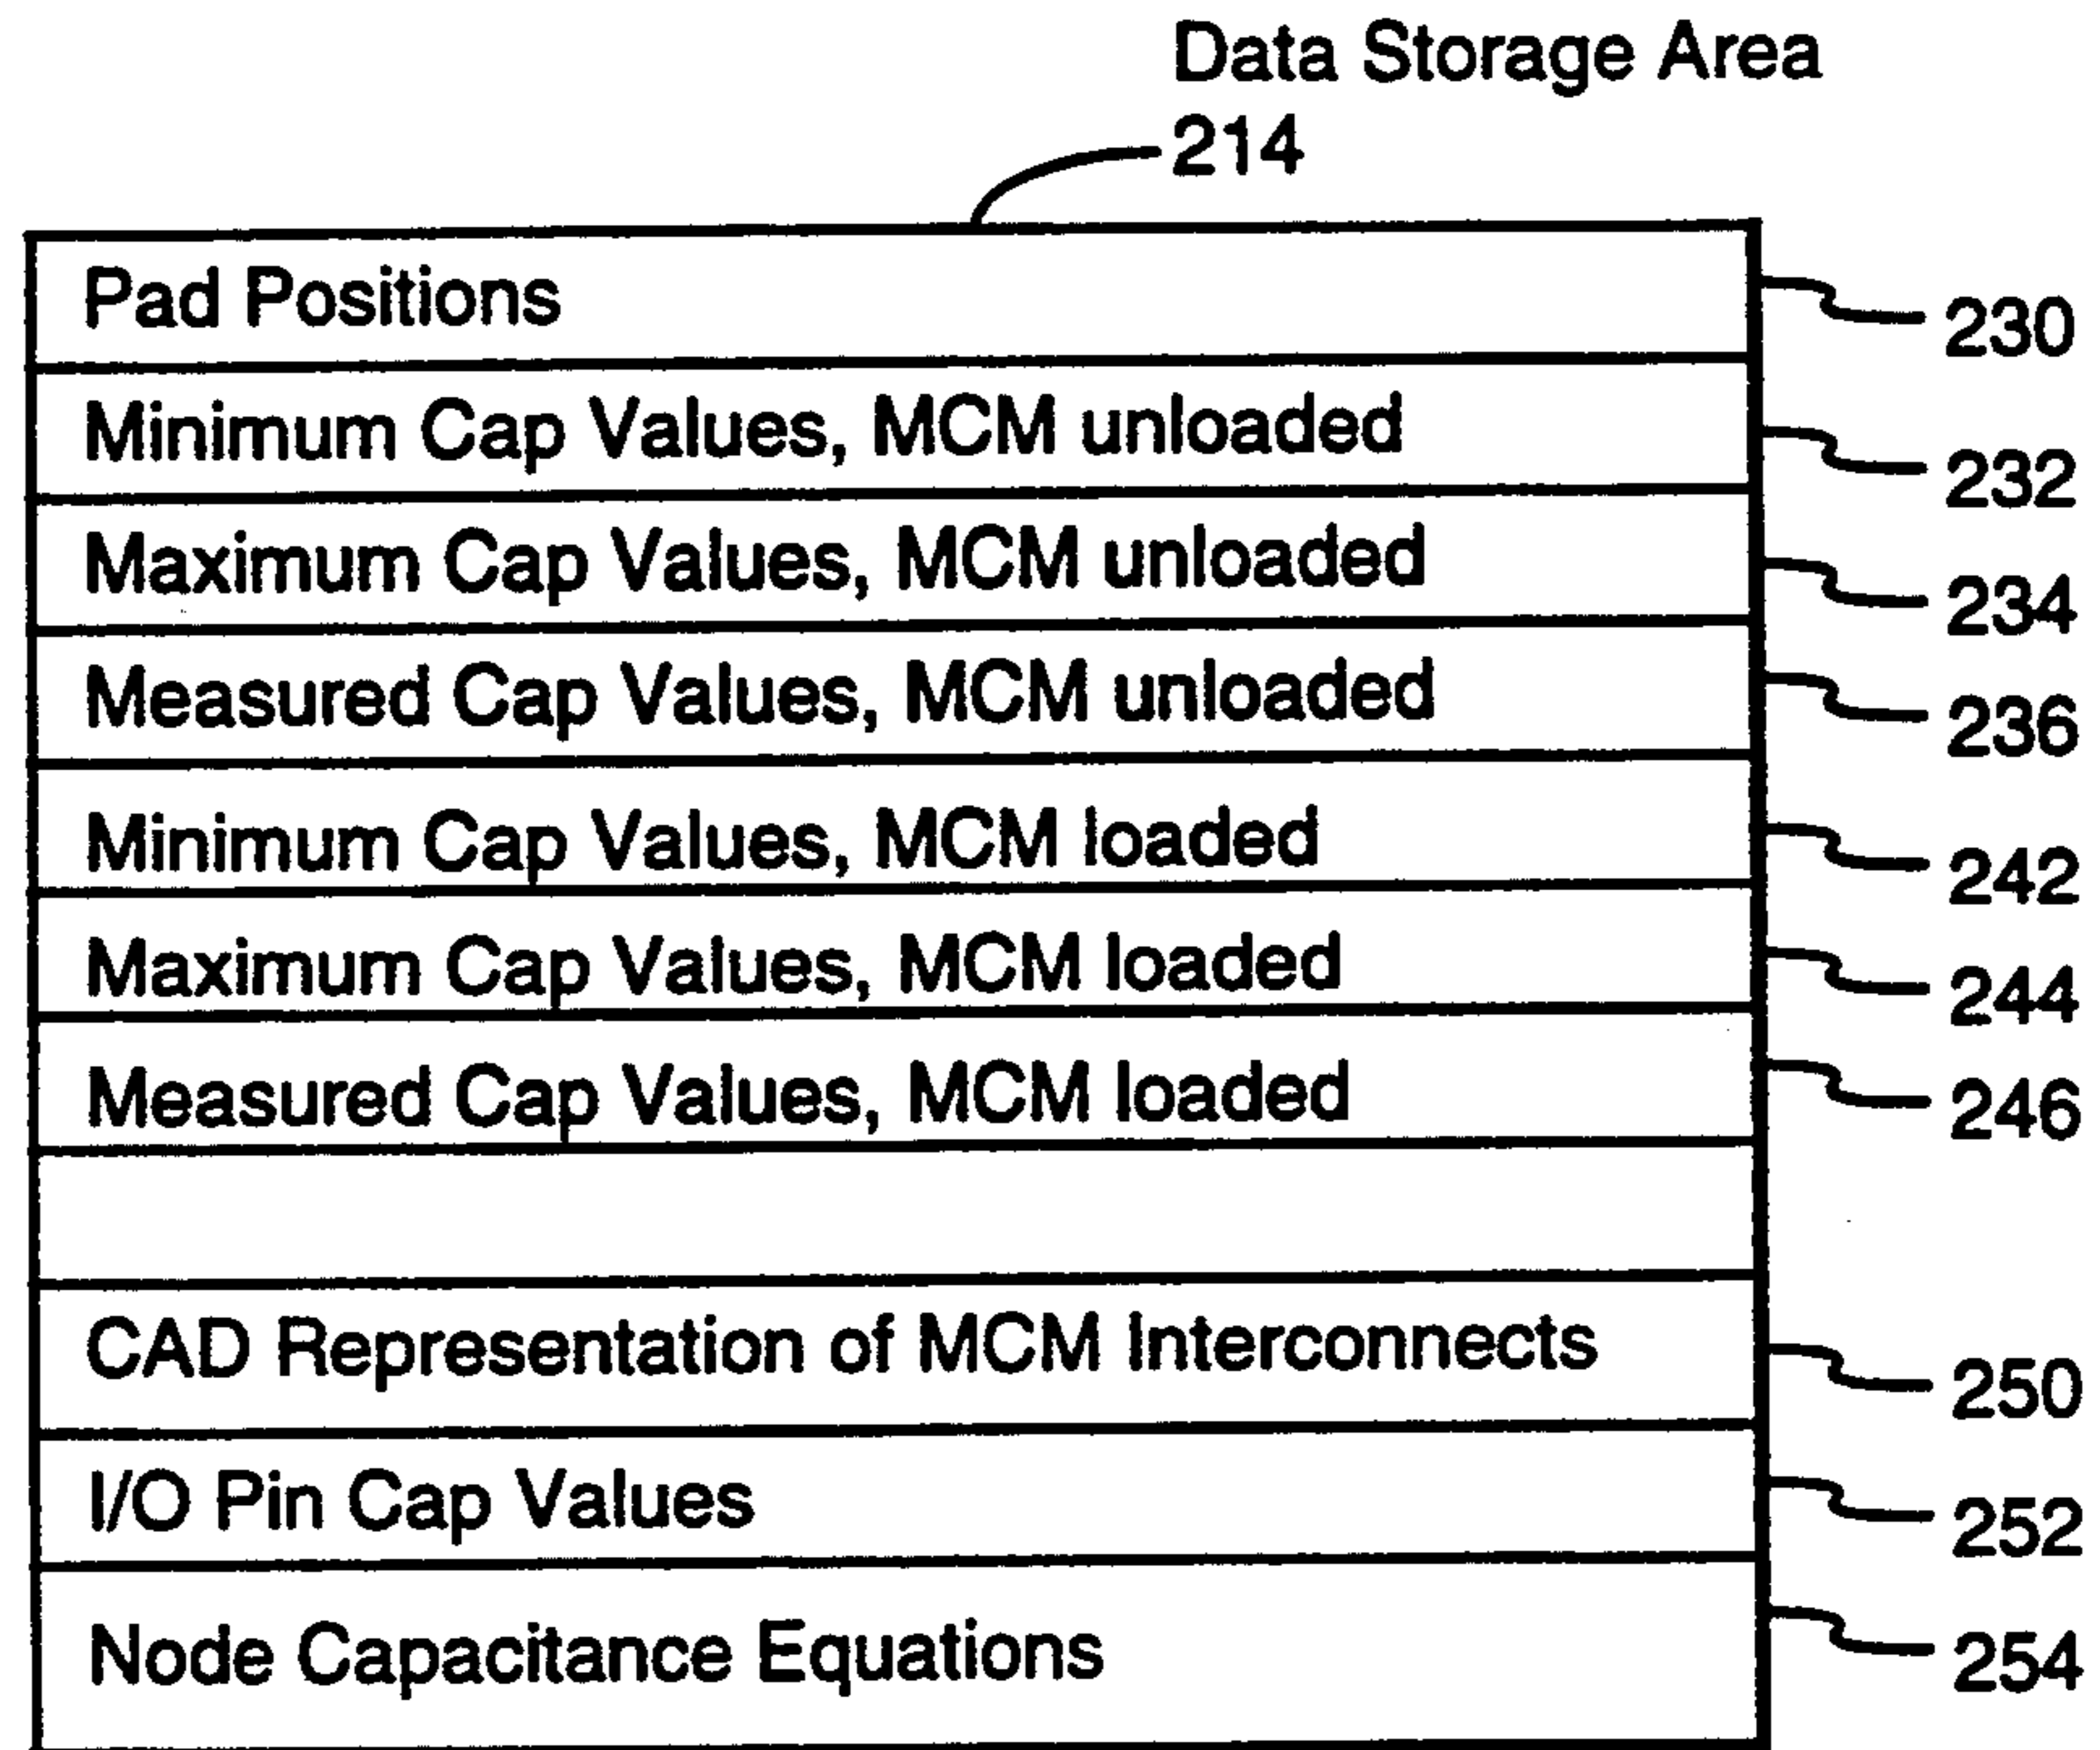 Data Storage Area
214
Pad Positions
230
Minimum Cap Values, MCM unloaded
232
Maximum Cap Values, MCM unloaded
234
Measured Cap Values, MCM unloaded
236
Minimum Cap Values, MCM loaded
242
Maximum Cap Values, MCM loaded
244
Measured Cap Values, MCM loaded
246
CAD Representation of MCM Interconnects
250
I/O Pin Cap Values
252
Node Capacitance Equations
254